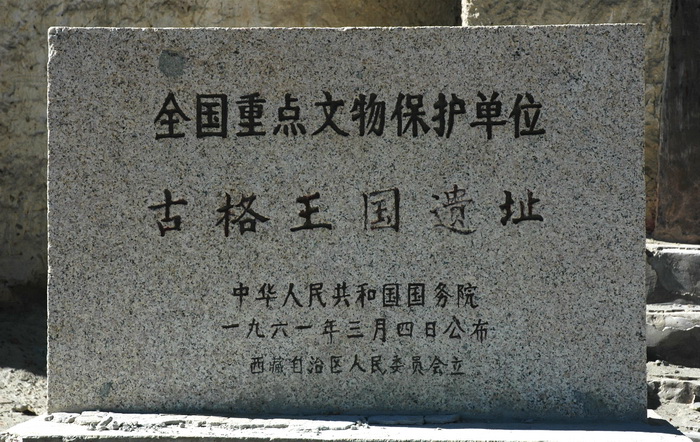 全国重点文物保护单位
古格王国遗址
中华人民共和国国务院
一九六一年三月四日公布
西藏自治区人民委员会立